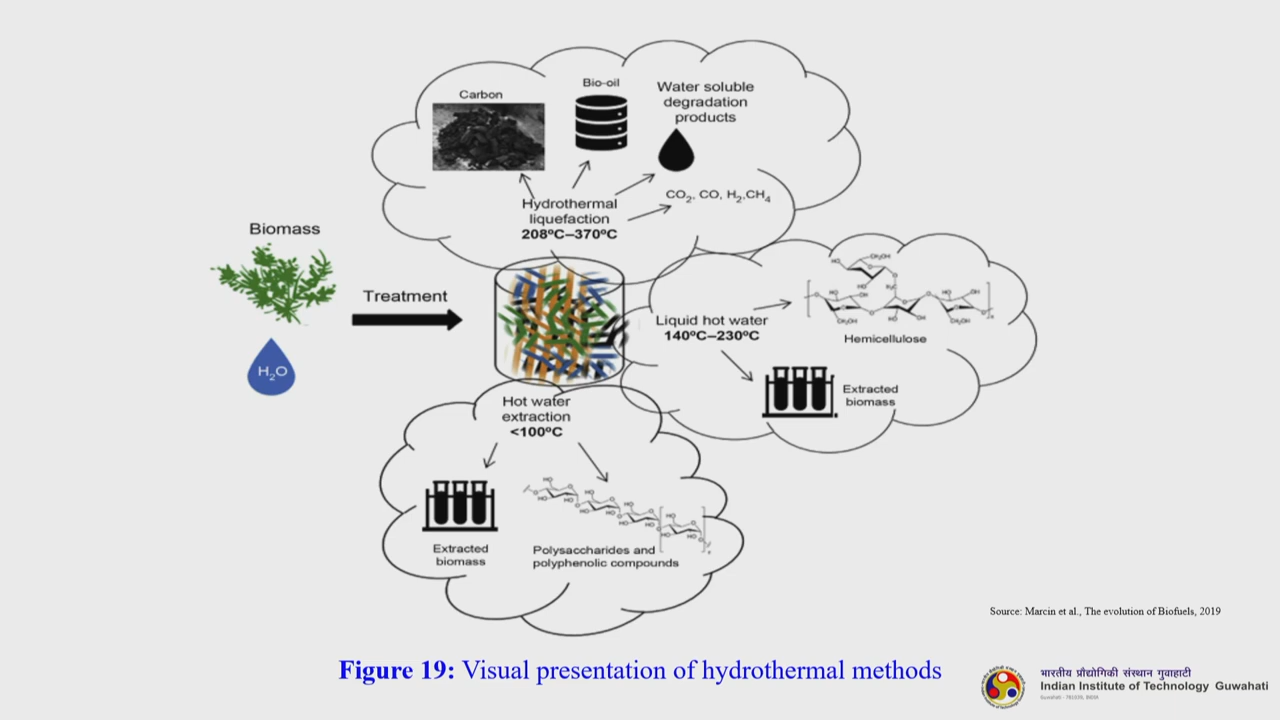 Carbon
Bio-oil
Water soluble
degradation
products
Hydrothermal
liquefaction
208ºC–370ºC
CO₂, CO, H₂,CH₄
Biomass
H₂O
Treatment
Liquid hot water
140ºC–230ºC
Hemicellulose
Extracted
biomass
Hot water
extraction
<100ºC
Extracted
biomass
Polysaccharides and
polyphenolic compounds
Source: Marcin et al., The evolution of Biofuels, 2019
Figure 19: Visual presentation of hydrothermal methods
भारतीय प्रौद्योगिकी संस्थान गुवाहाटी
Indian Institute of Technology Guwahati
Guwahati - 781039, INDIA